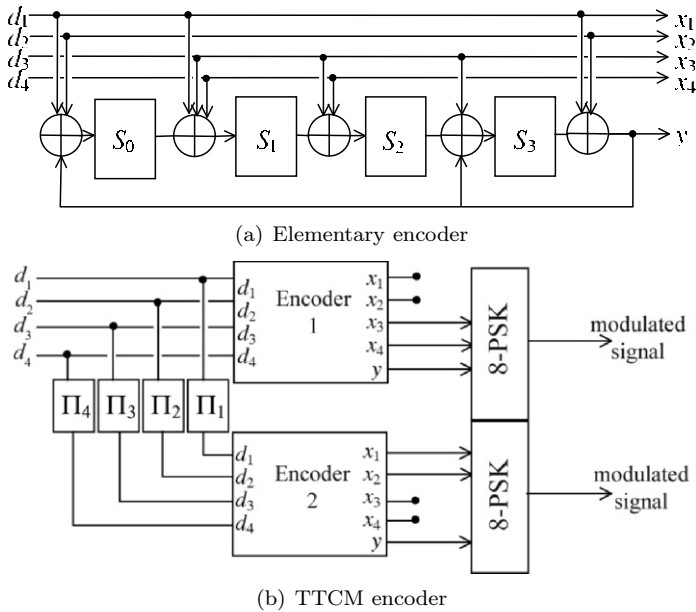 d1 x1
d2 x2
d3 x3
d4 x4
S0 S1 S2 S3 y
(a) Elementary encoder
d1
d2
d3
d4
d1
d2
d3
d4
Encoder
1
x1
x2
x3
x4
y
8-PSK
modulated
signal
Π4 Π3 Π2 Π1
d1
d2
d3
d4
Encoder
2
x1
x2
x3
x4
y
8-PSK
modulated
signal
(b) TTCM encoder